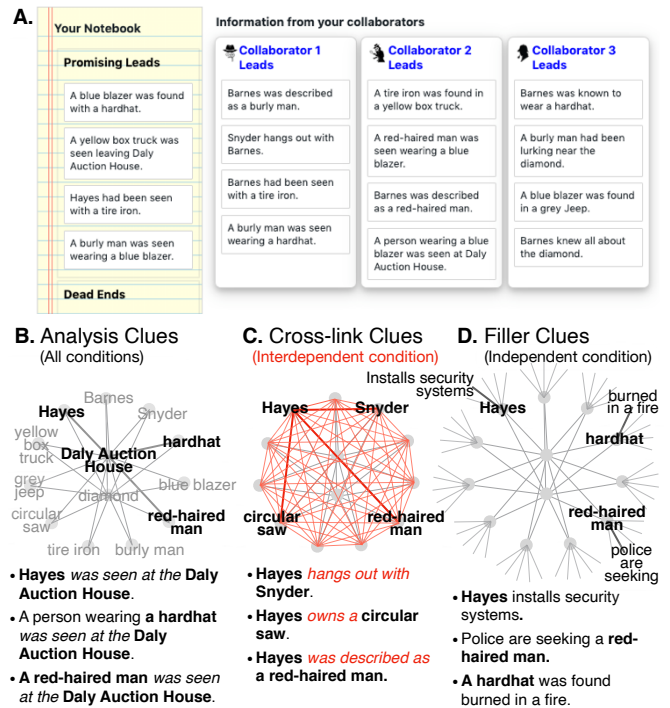 A.
Your Notebook
Promising Leads
A blue blazer was found
with a hardhat.
A yellow box truck was
seen leaving Daly
Auction House.
Hayes had been seen
with a tire iron.
A burly man was seen
wearing a blue blazer.
Dead Ends
Information from your collaborators
Collaborator 1
Leads
Barnes was described
as a burly man.
Snyder hangs out with
Barnes.
Barnes had been seen
with a tire iron.
A burly man was seen
wearing a hardhat.
Collaborator 2
Leads
A tire iron was found in
a yellow box truck.
A red-haired man was
seen wearing a blue
blazer.
Barnes was described
as a red-haired man.
A person wearing a blue
blazer was seen at Daly
Auction House.
Collaborator 3
Leads
Barnes was known to
wear a hardhat.
A burly man had been
lurking near the
diamond.
A blue blazer was found
in a grey Jeep.
Barnes knew all about
the diamond.
B. Analysis Clues
(All conditions)
Barnes
Hayes
Snyder
yellow
box
truck
hardhat
Daly Auction
House
grey
jeep
diamond
blue blazer
circular
saw
red-haired
man
tire iron
burly man
• Hayes was seen at the Daly
Auction House.
• A person wearing a hardhat
was seen at the Daly
Auction House.
• A red-haired man was seen
at the Daly Auction House.
C. Cross-link Clues
(Interdependent condition)
Hayes
Snyder
circular
saw
red-haired
man
• Hayes hangs out with
Snyder.
• Hayes owns a circular
saw.
• Hayes was described as
a red-haired man.
D. Filler Clues
(Independent condition)
Installs security
systems
Hayes
burned
in a fire
hardhat
red-haired
man
police
are
seeking
• Hayes installs security
systems.
• Police are seeking a red-
haired man.
• A hardhat was found
burned in a fire.